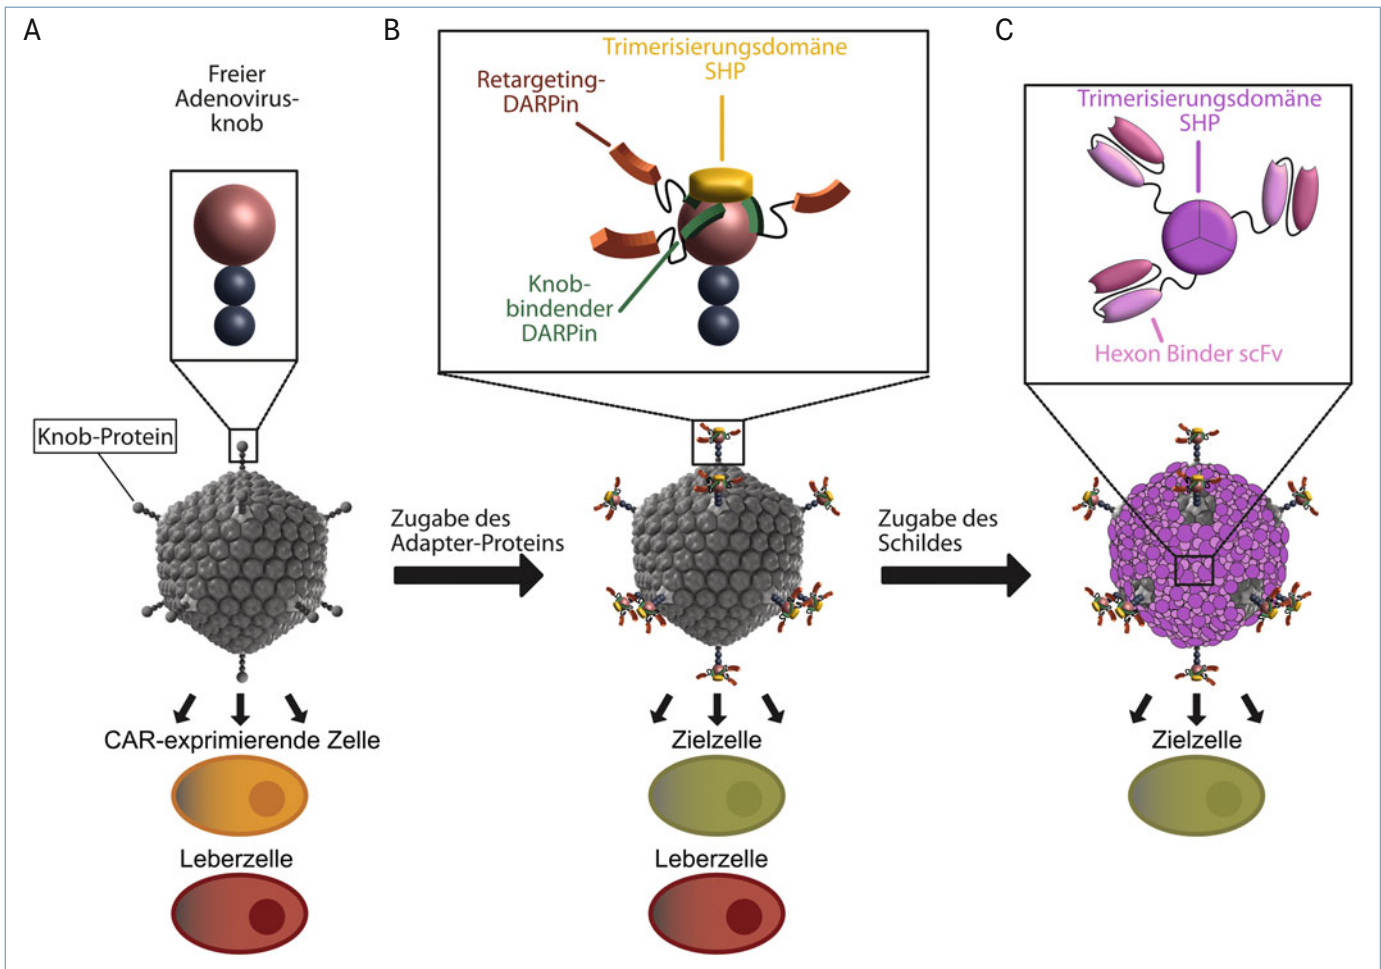 A
Freier
Adenovirus-
knob
Knob-Protein
CAR-exprimierende Zelle
Leberzelle
Zugabe des
Adapter-Proteins
B
Trimerisierungsdomäne
SHP
Retargeting-
DARPin
Knob-
bindender
DARPin
Zielzelle
Leberzelle
Zugabe des
Schildes
C
Trimerisierungsdomäne
SHP
Hexon Binder scFv
Zielzelle